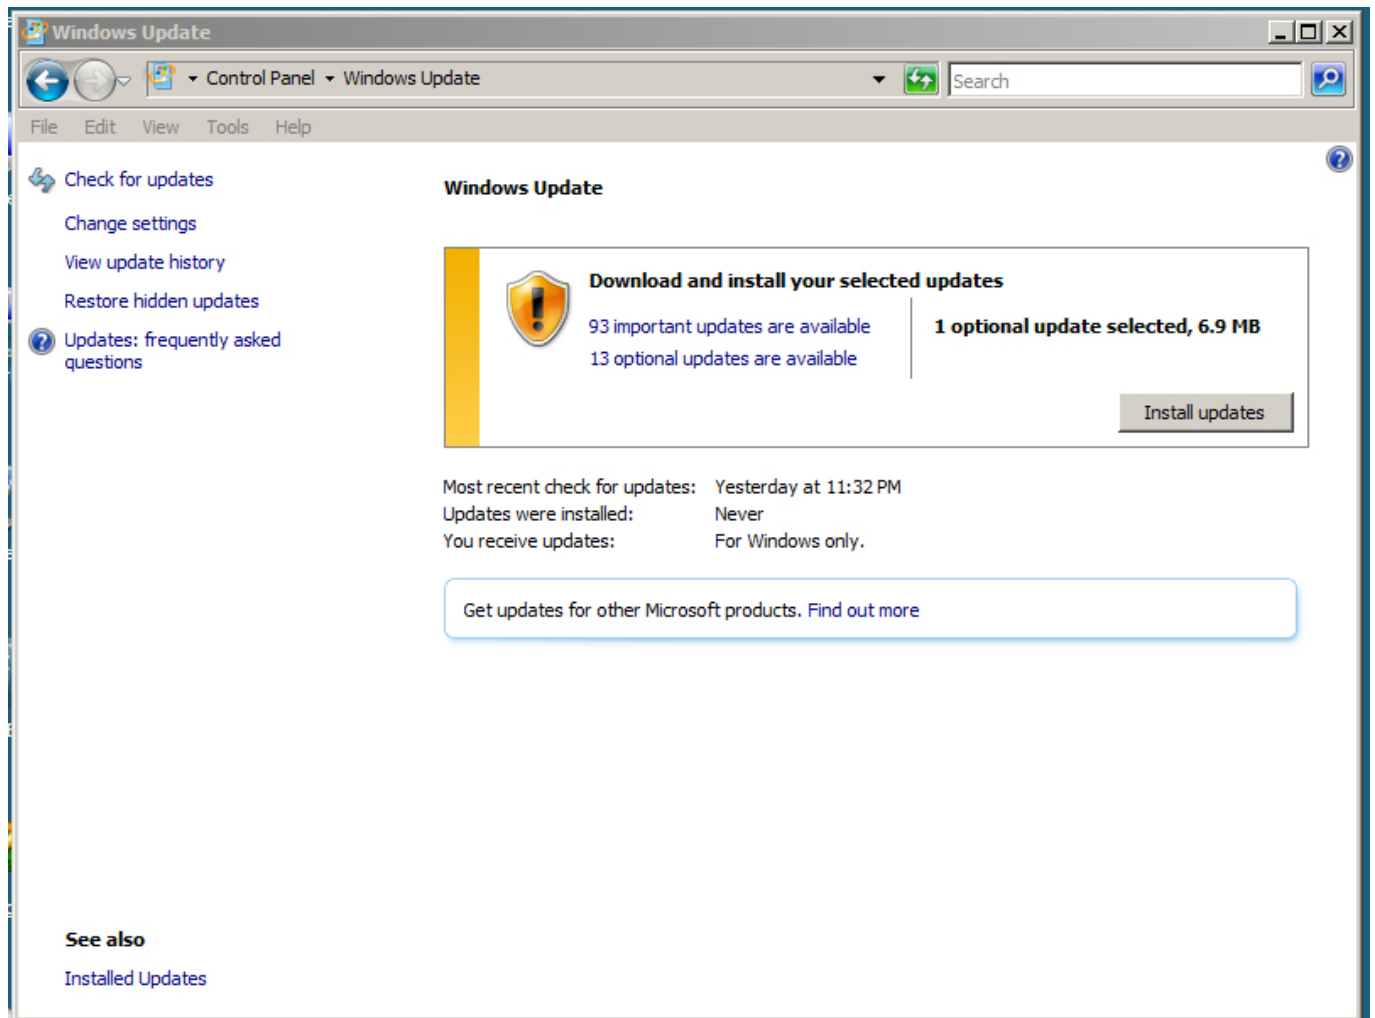 Windows Update
Control Panel Windows Update
Search
File Edit View Tools Help
Check for updates
Change settings
View update history
Restore hidden updates
Updates: frequently asked
questions
Windows Update
Download and install your selected updates
93 important updates are available
13 optional updates are available
1 optional update selected, 6.9 MB
Install updates
Most recent check for updates: Yesterday at 11:32 PM
Updates were installed: Never
You receive updates: For Windows only.
Get updates for other Microsoft products. Find out more
See also
Installed Updates